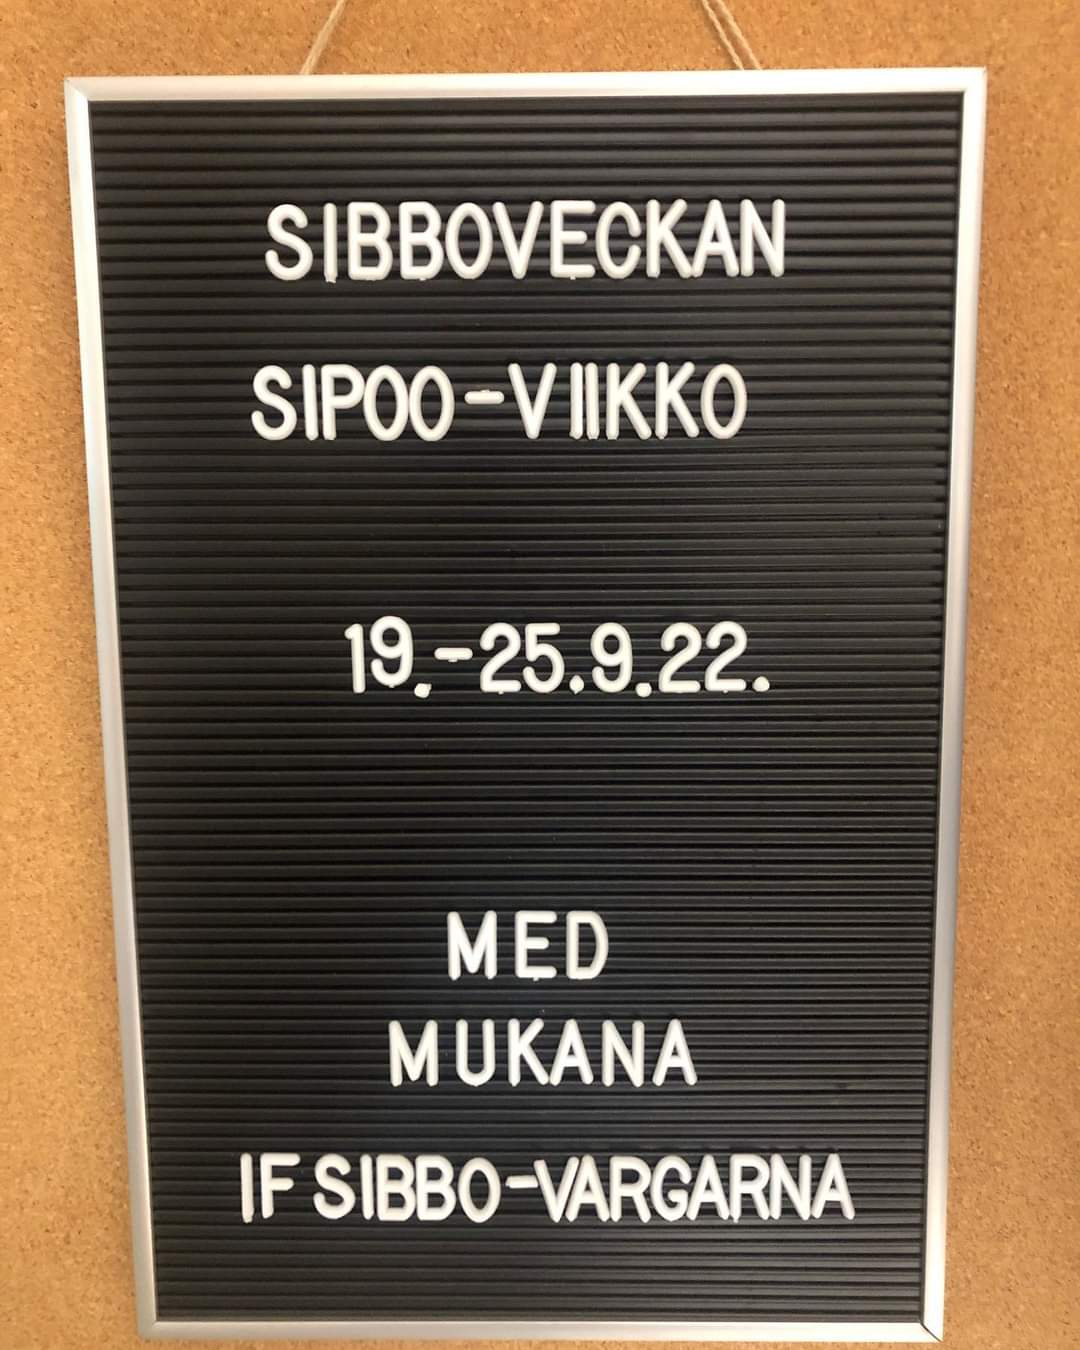 SIBBOVECKAN
SIPOO-VIIKKO
19.-25.9.22.
MED
MUKANA
IF SIBBO-VARGARNA